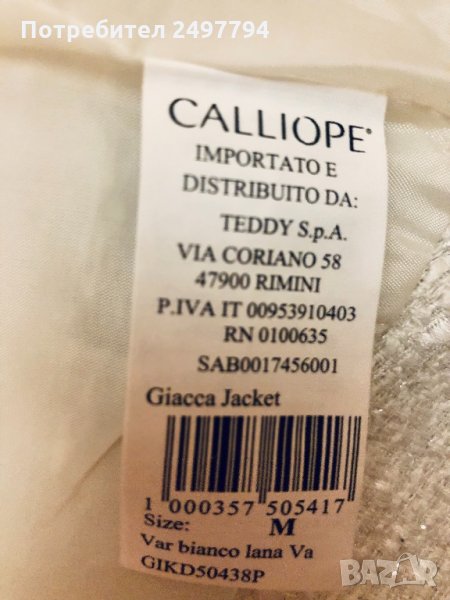 Потребител 2497794
CALLIOPE®
IMPORTATO E
DISTRIBUITO DA:
TEDDY S.p.A.
VIA CORIANO 58
47900 RIMINI
P.IVA IT 00953910403
RN 0100635
SAB0017456001
Giacca Jacket
1 000357 505417
Size: M
Var bianco lana Va
GIKD50438P
BAZAR